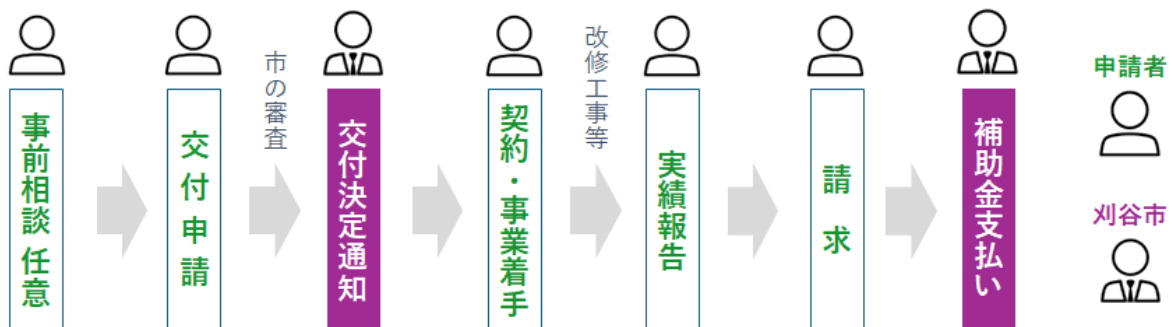 事前相談 任意
交付申請
市の審査
交付決定通知
契約・事業着手
改修工事等
実績報告
請求
補助金支払い
申請者
刈谷市